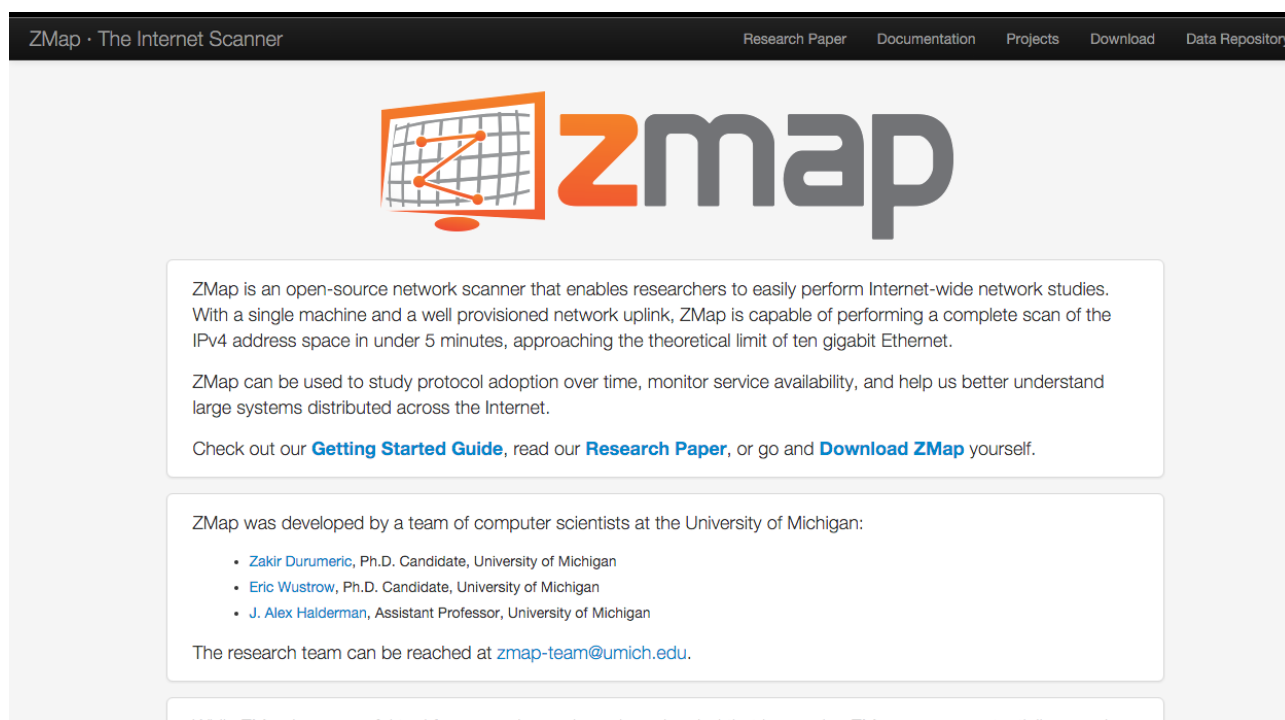 ZMap · The Internet Scanner
Research Paper Documentation Projects Download Data Repository
zmap
ZMap is an open-source network scanner that enables researchers to easily perform Internet-wide network studies.
With a single machine and a well provisioned network uplink, ZMap is capable of performing a complete scan of the
IPv4 address space in under 5 minutes, approaching the theoretical limit of ten gigabit Ethernet.
ZMap can be used to study protocol adoption over time, monitor service availability, and help us better understand
large systems distributed across the Internet.
Check out our Getting Started Guide, read our Research Paper, or go and Download ZMap yourself.
ZMap was developed by a team of computer scientists at the University of Michigan:
• Zakir Durumeric, Ph.D. Candidate, University of Michigan
• Eric Wustrow, Ph.D. Candidate, University of Michigan
• J. Alex Halderman, Assistant Professor, University of Michigan
The research team can be reached at zmap-team@umich.edu.